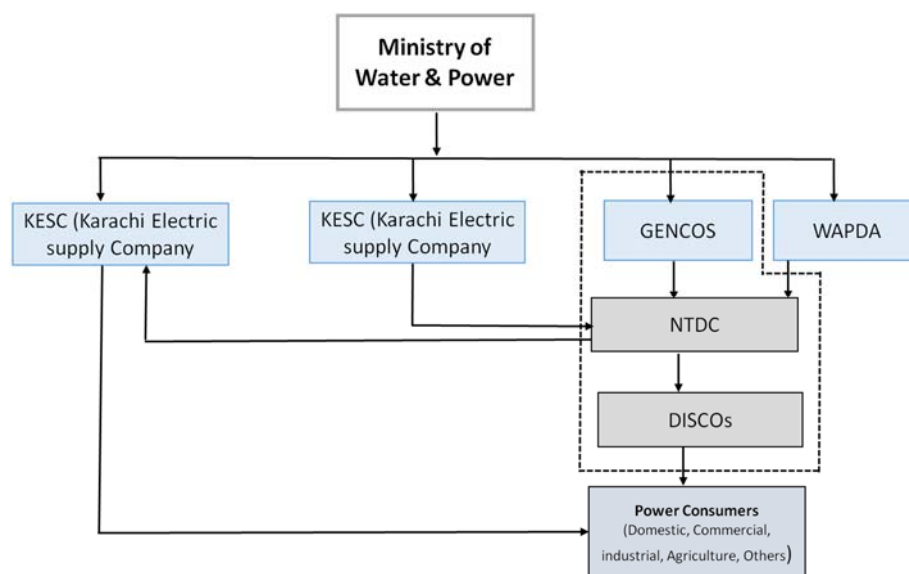 Ministry of
Water & Power
KESC (Karachi Electric
supply Company
KESC (Karachi Electric
supply Company
GENCOS
WAPDA
NTDC
DISCOs
Power Consumers
(Domestic, Commercial,
industrial, Agriculture, Others)